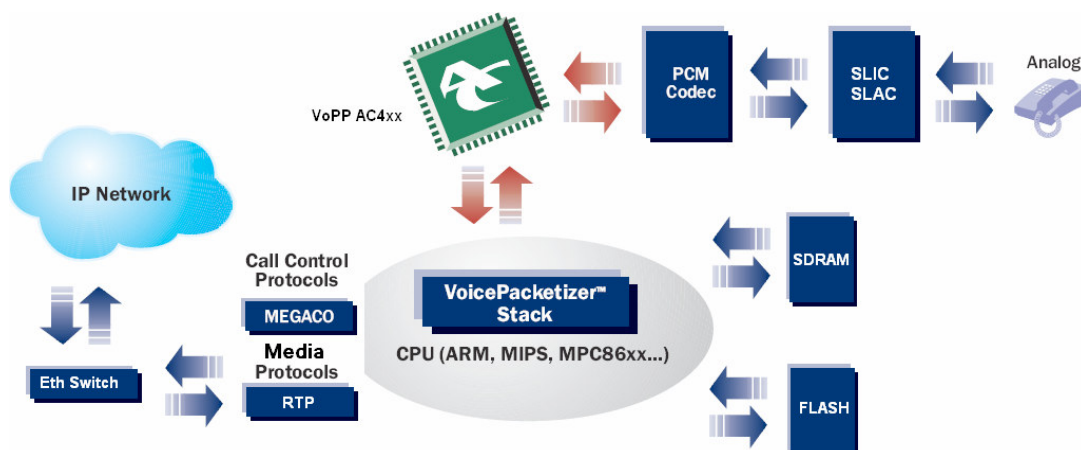 VoPP AC4xx
PCM
Codec
SLIC
SLAC
Analog
IP Network
Call Control
Protocols
MEGACO
Media
Protocols
RTP
Eth Switch
VoicePacketizer™
Stack
CPU (ARM, MIPS, MPC86xx...)
SDRAM
FLASH